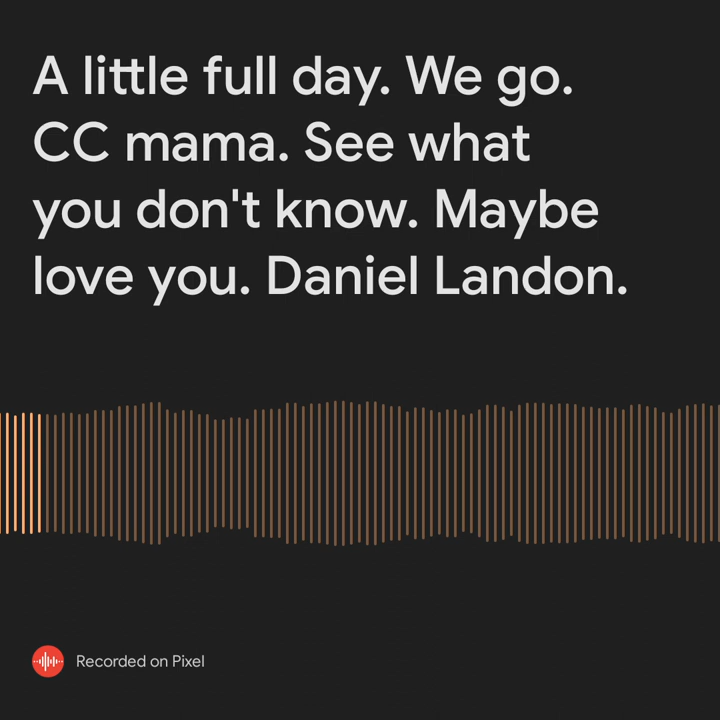 A little full day. We go.
CC mama. See what
you don't know. Maybe
love you. Daniel Landon.
Recorded on Pixel